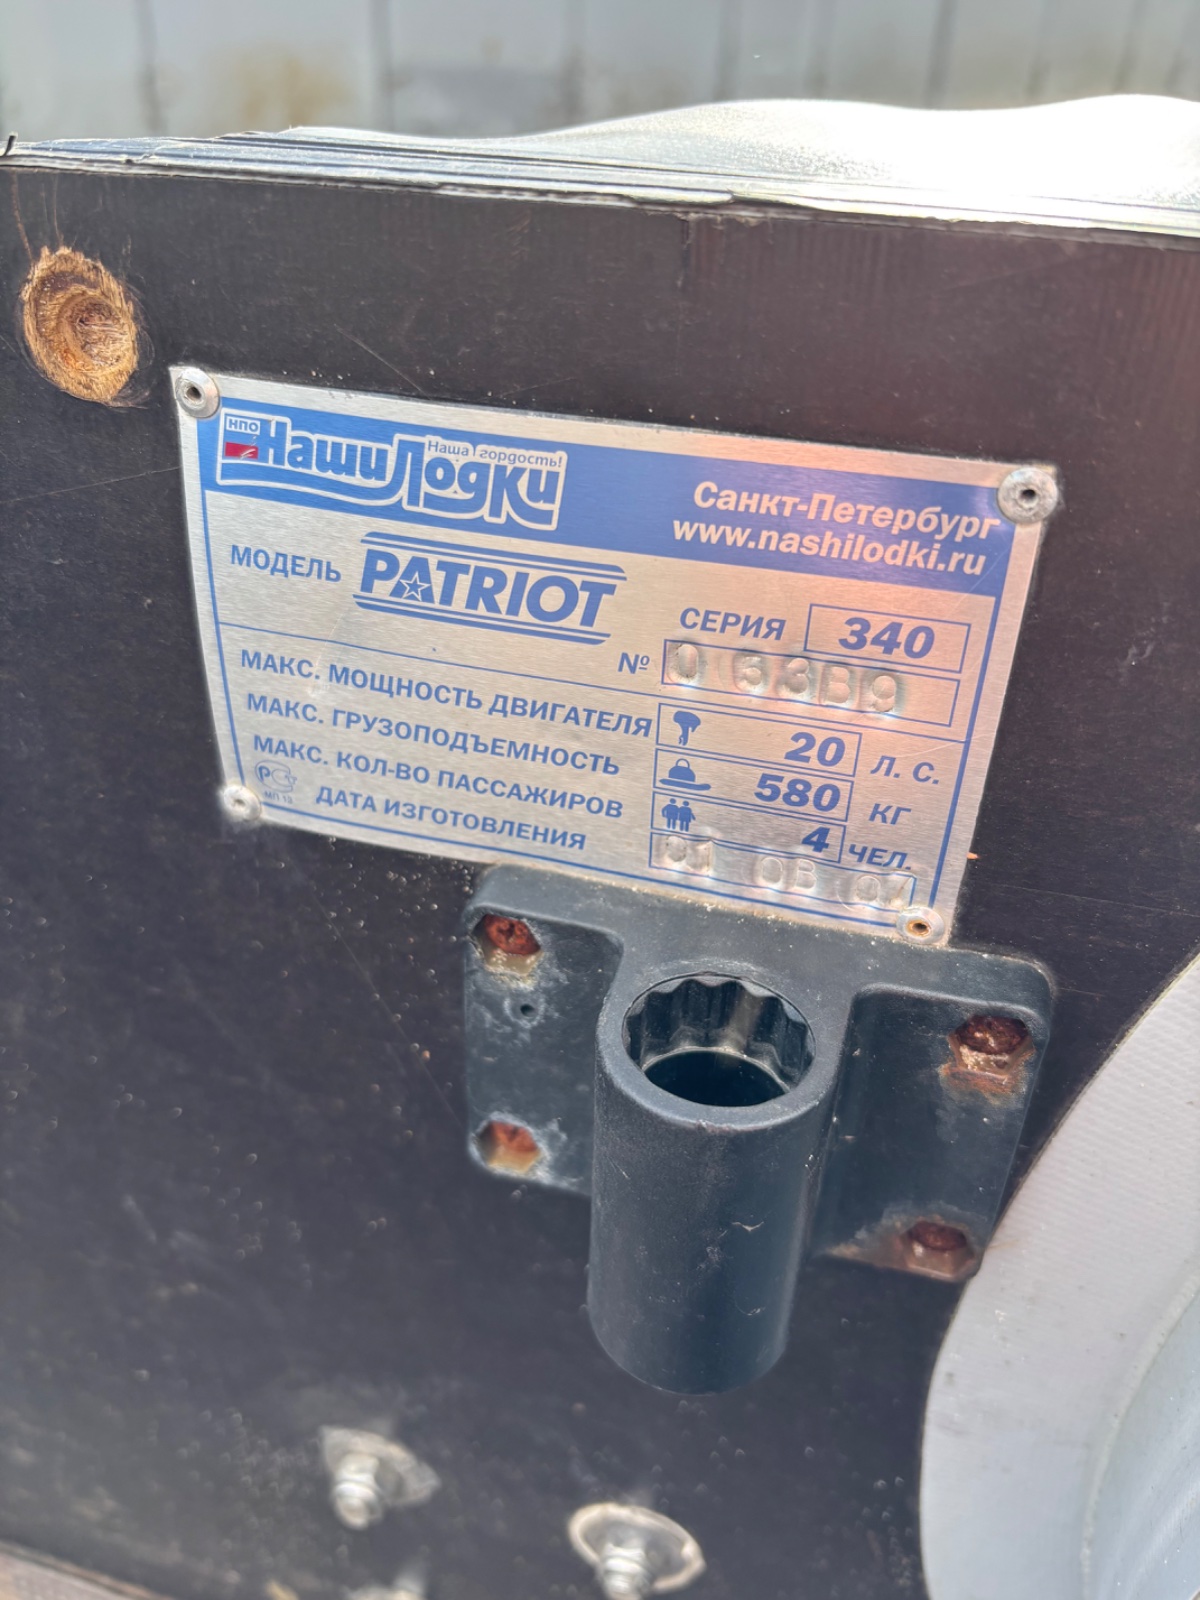 НПО
Наши Лодки
Наша гордость!
Санкт-Петербург
www.nashilodki.ru
МОДЕЛЬ PATRIOT
СЕРИЯ 340
№
МАКС. МОЩНОСТЬ ДВИГАТЕЛЯ 20 Л. С.
МАКС. ГРУЗОПОДЪЕМНОСТЬ 580 КГ
МАКС. КОЛ-ВО ПАССАЖИРОВ 4 ЧЕЛ.
ДАТА ИЗГОТОВЛЕНИЯ